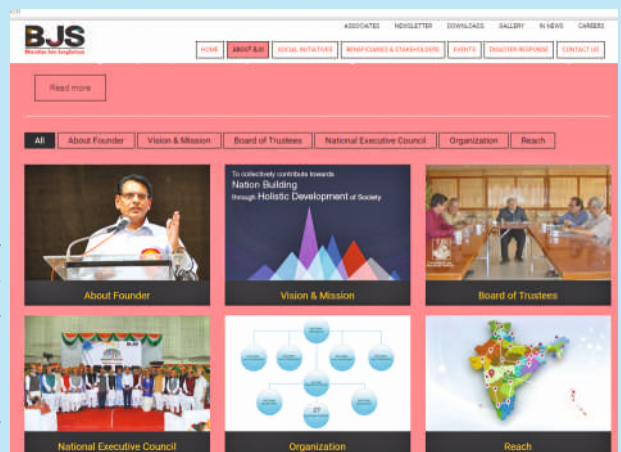 ASSOCIATES NEWSLETTER DOWNLOADS GALLERY IN NEWS CAREERS
BJS
Bharatiya Jain Sanghatana
HOME ABOUT BJS SOCIAL INITIATIVES BENEFICIARIES & STAKEHOLDERS EVENTS DISASTER RESPONSE CONTACT US
Read more
All About Founder Vision & Mission Board of Trustees National Executive Council Organization Reach
To collectively contribute towards
Nation Building
through Holistic Development of Society
About Founder Vision & Mission Board of Trustees
BJS
27
National Executive Council Organization Reach